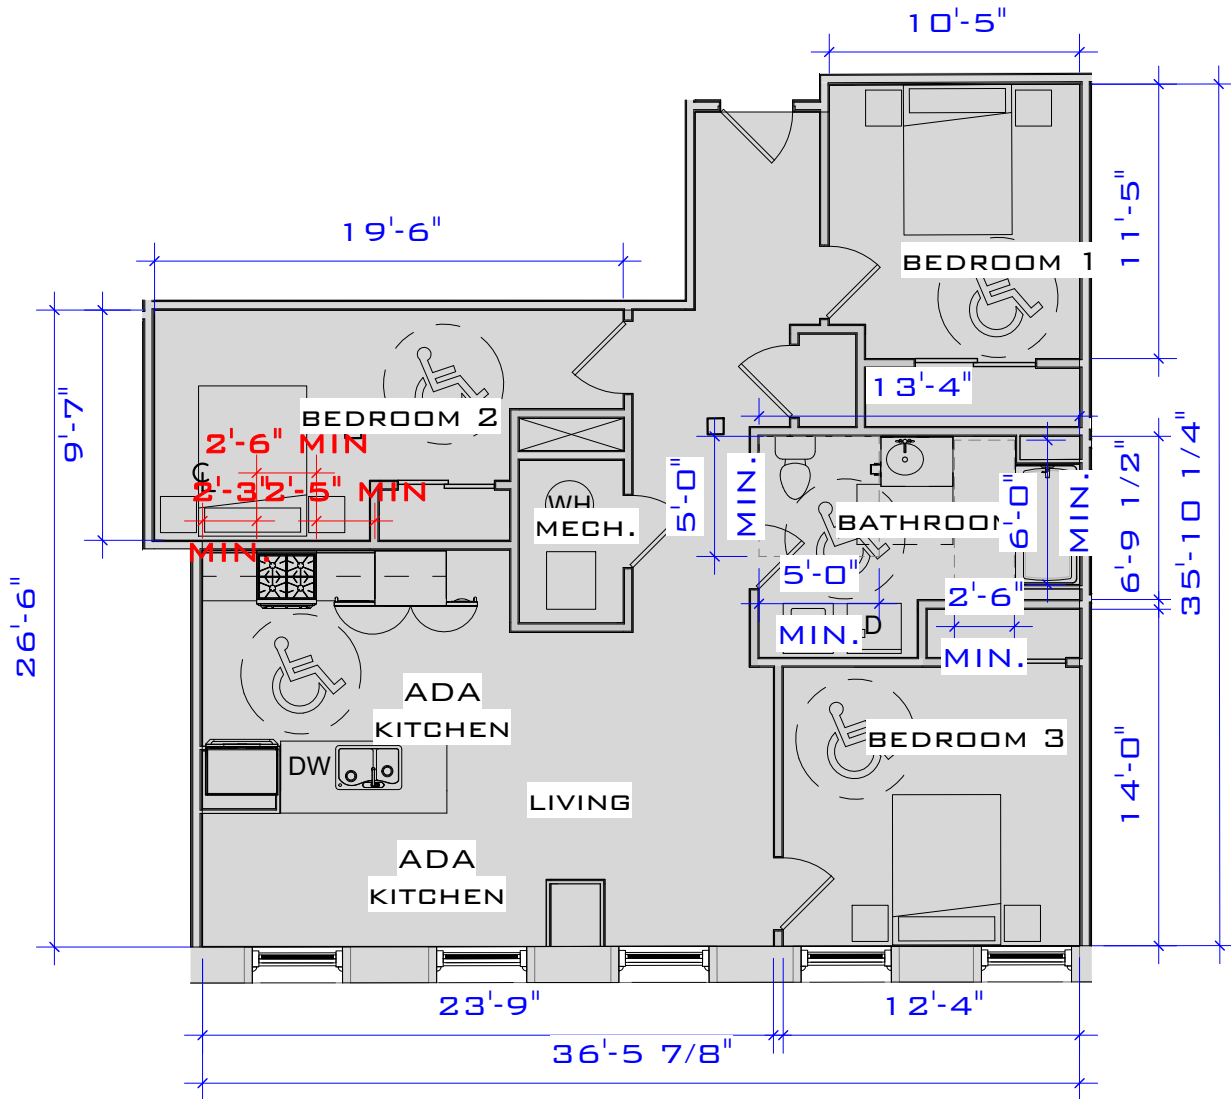 10'-5"
19'-6"
11'-5"
BEDROOM 1
13'-4"
9'-7"
BEDROOM 2
2'-6" MIN
2'-3"
2'-5" MIN
MIN.
WH
MECH.
5'-0"
MIN.
BATHROOM
6'-0"
MIN.
6'-9 1/2"
35'-10 1/4"
5'-0"
MIN.
2'-6"
MIN.
D
26'-6"
ADA
KITCHEN
DW
LIVING
BEDROOM 3
14'-0"
ADA
KITCHEN
23'-9"
12'-4"
36'-5 7/8"